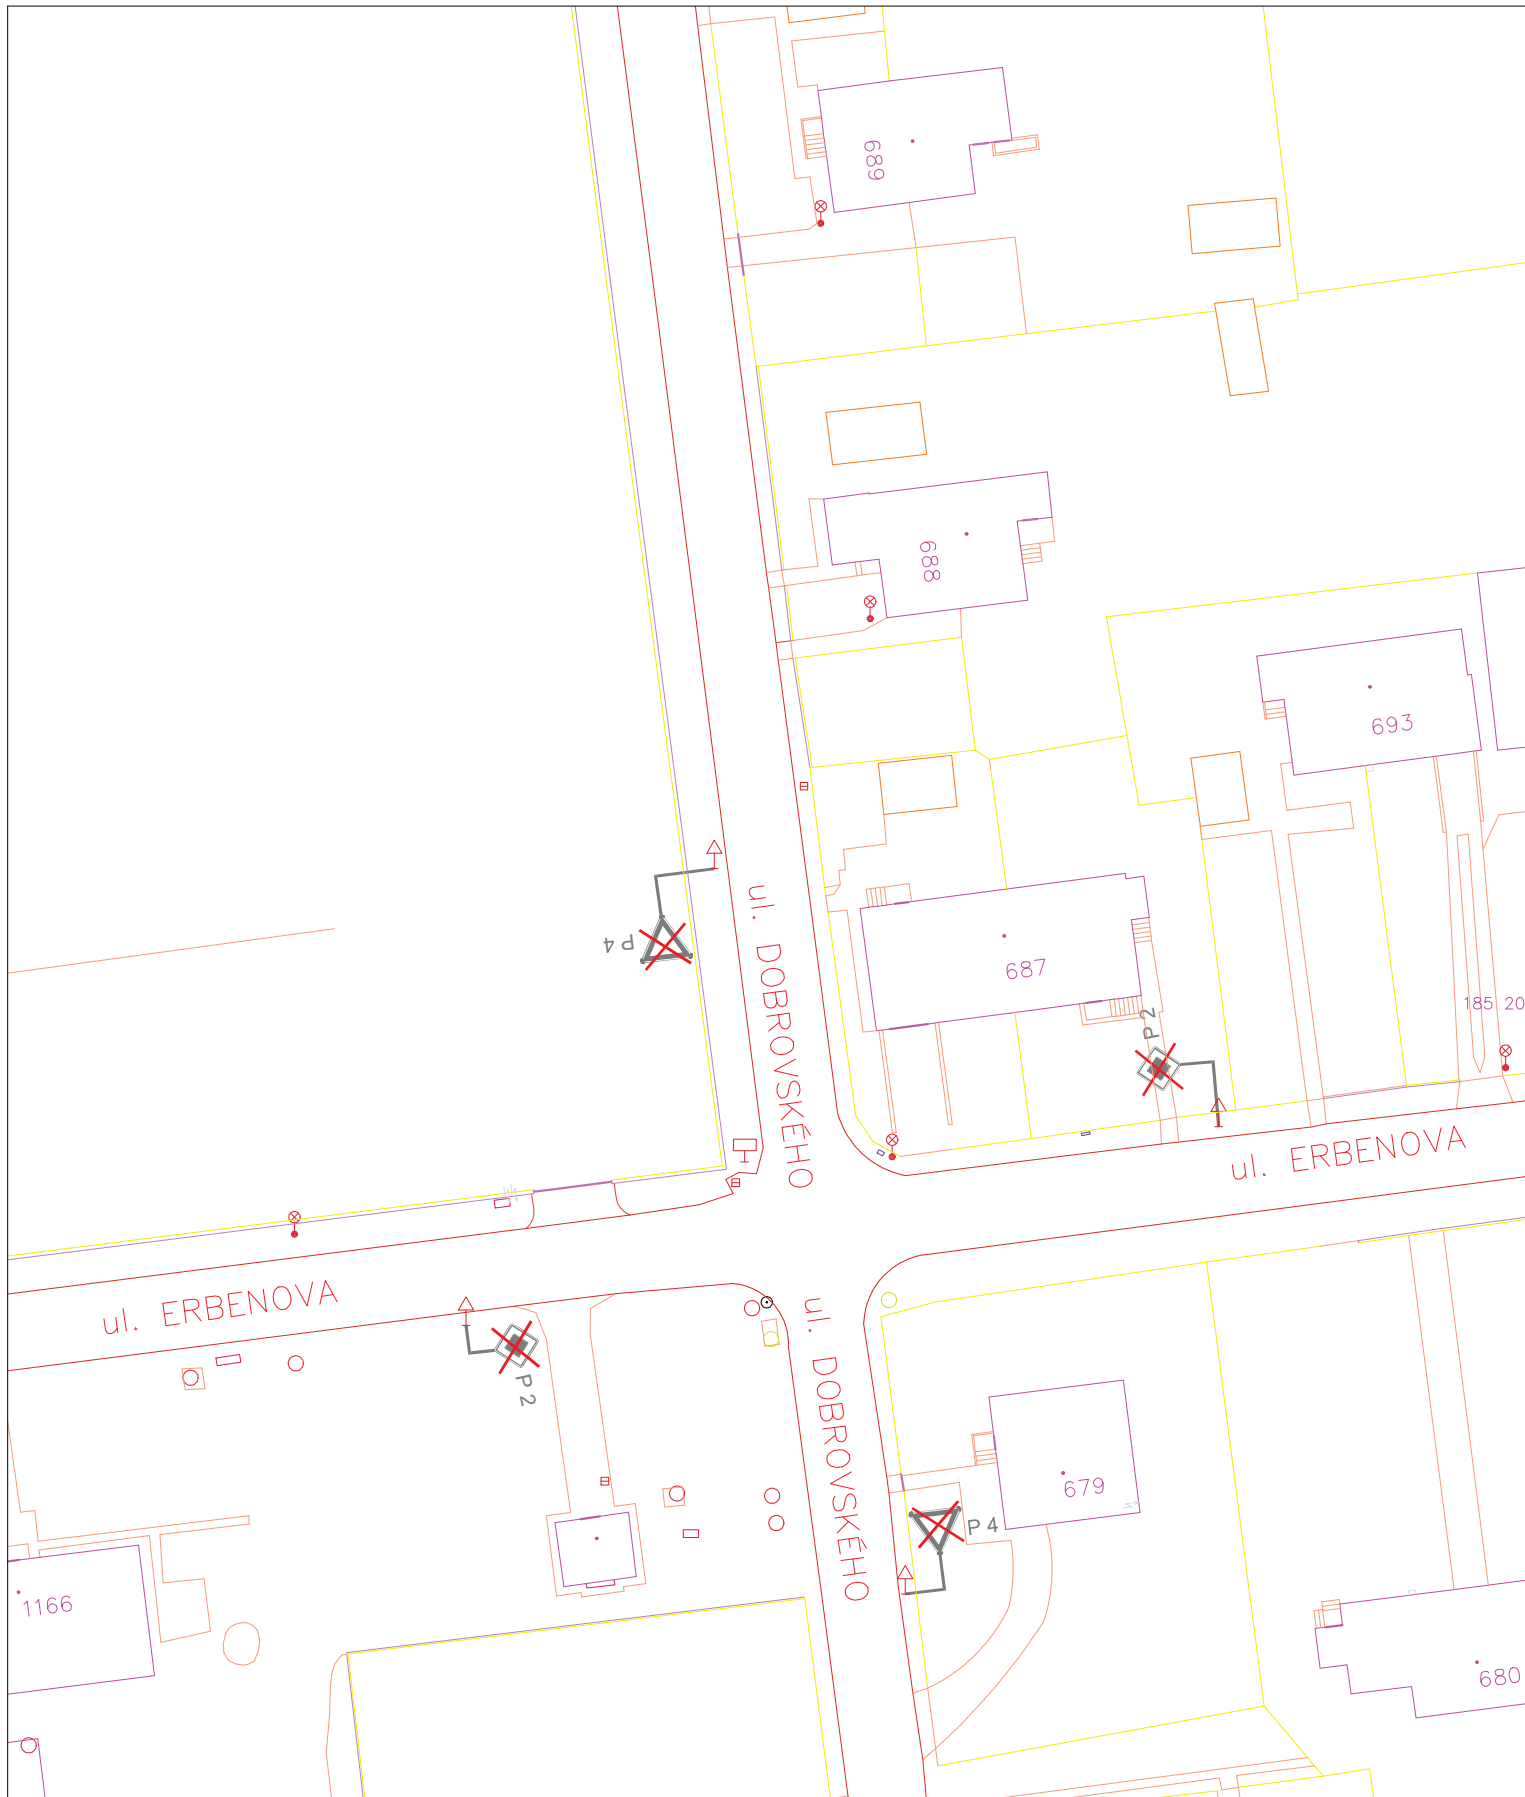 689
688
693
ul. DOBROVSKÉHO
P 4
687
185 20
P 2
ul. ERBENOVA
ul. ERBENOVA
ul. DOBROVSKÉHO
P 2
679
P 4
1166
680